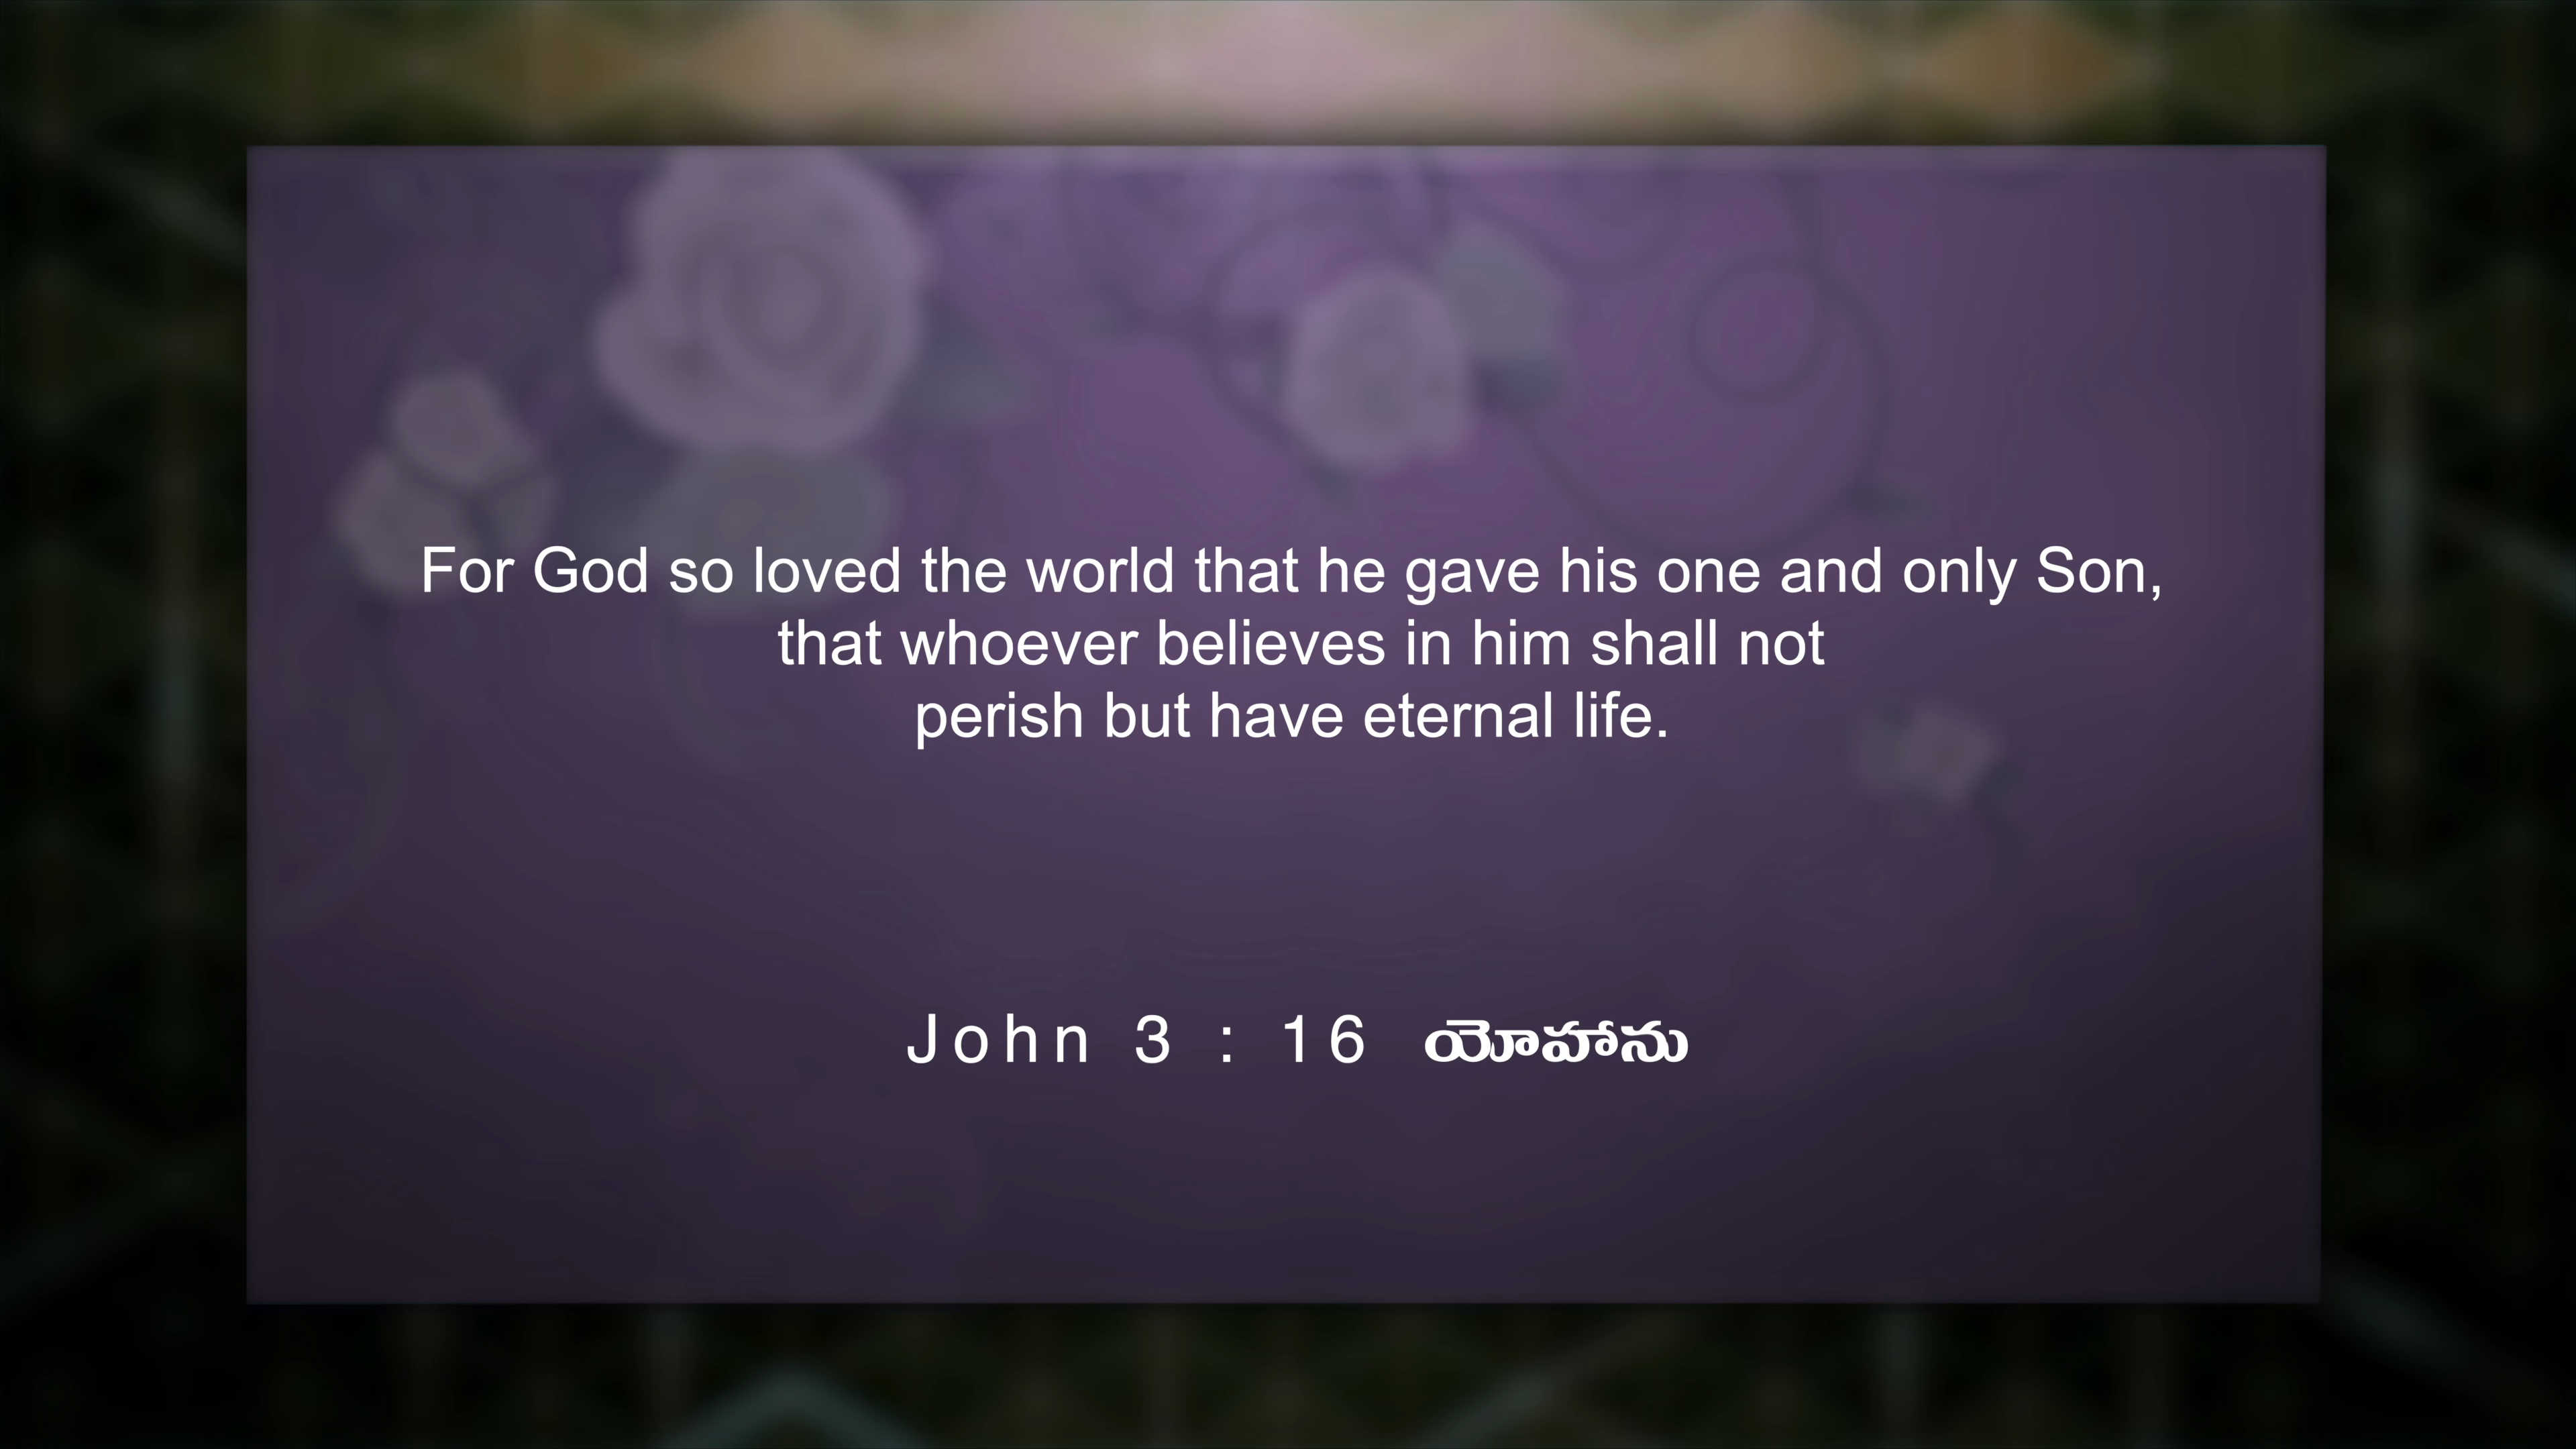 For God so loved the world that he gave his one and only Son,
that whoever believes in him shall not
perish but have eternal life.
John 3 : 16 యోహాను